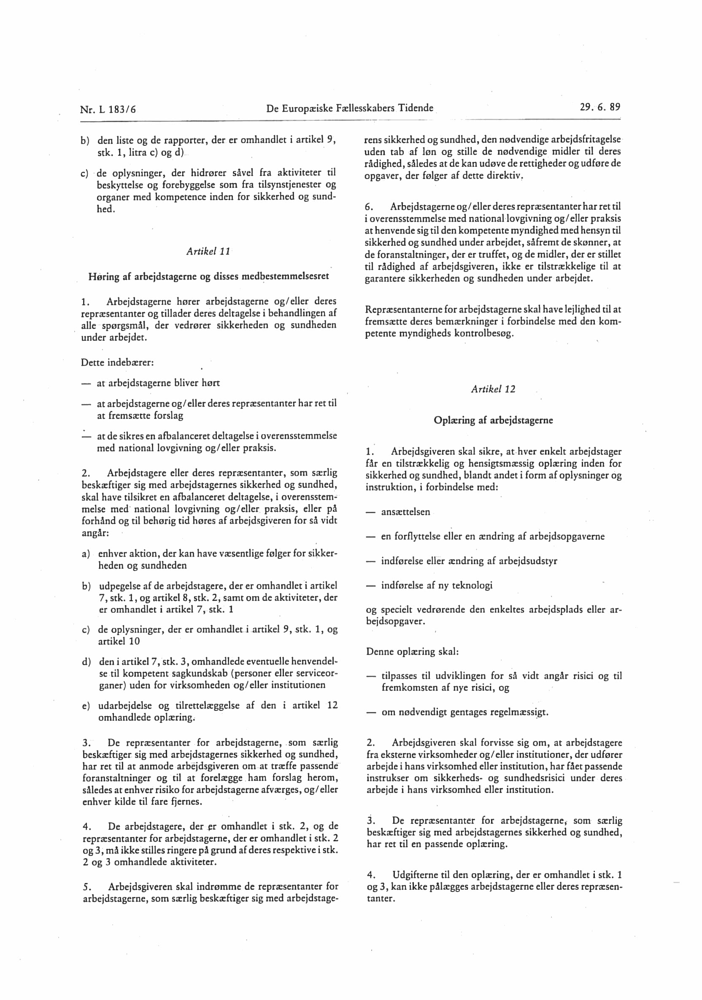 Nr. L 183/6
De Europæiske Fællesskabers Tidende
29. 6. 89
b) den liste og de rapporter, der er omhandlet i artikel 9,
stk. 1, litra c) og d)
c) de oplysninger, der hidrører såvel fra aktiviteter til
beskyttelse og forebyggelse som fra tilsynstjenester og
organer med kompetence inden for sikkerhed og sund-
hed.
Artikel 11
Høring af arbejdstagerne og disses medbestemmelsesret
1. Arbejdstagerne hører arbejdstagerne og/eller deres
repræsentanter og tillader deres deltagelse i behandlingen af
alle spørgsmål, der vedrører sikkerheden og sundheden
under arbejdet.
Dette indebærer:
— at arbejdstagerne bliver hørt
— at arbejdstagerne og/eller deres repræsentanter har ret til
at fremsætte forslag
— at de sikres en afbalanceret deltagelse i overensstemmelse
med national lovgivning og/eller praksis.
2. Arbejdstagere eller deres repræsentanter, som særlig
beskæftiger sig med arbejdstagernes sikkerhed og sundhed,
skal have tilsikret en afbalanceret deltagelse, i overensstem-
melse med national lovgivning og/eller praksis, eller på
forhånd og til behørig tid høres af arbejdsgiveren for så vidt
angår:
a) enhver aktion, der kan have væsentlige følger for sikker-
heden og sundheden
b) udpegelse af de arbejdstagere, der er omhandlet i artikel
7, stk. 1, og artikel 8, stk. 2, samt om de aktiviteter, der
er omhandlet i artikel 7, stk. 1
c) de oplysninger, der er omhandlet i artikel 9, stk. 1, og
artikel 10
d) den i artikel 7, stk. 3, omhandlede eventuelle henvendel-
se til kompetent sagkundskab (personer eller serviceor-
ganer) uden for virksomheden og/eller institutionen
e) udarbejdelse og tilrettelæggelse af den i artikel 12
omhandlede oplæring.
3. De repræsentanter for arbejdstagerne, som særlig
beskæftiger sig med arbejdstagernes sikkerhed og sundhed,
har ret til at anmode arbejdsgiveren om at træffe passende
foranstaltninger og til at forelægge ham forslag herom,
således at enhver risiko for arbejdstagerne afværges, og/eller
enhver kilde til fare fjernes.
4. De arbejdstagere, der er omhandlet i stk. 2, og de
repræsentanter for arbejdstagerne, der er omhandlet i stk. 2
og 3, må ikke stilles ringere på grund af deres respektive i stk.
2 og 3 omhandlede aktiviteter.
5. Arbejdsgiveren skal indrømme de repræsentanter for
arbejdstagerne, som særlig beskæftiger sig med arbejdstage-
rens sikkerhed og sundhed, den nødvendige arbejdsfritagelse
uden tab af løn og stille de nødvendige midler til deres
rådighed, således at de kan udøve de rettigheder og udføre de
opgaver, der følger af dette direktiv.
6. Arbejdstagerne og/eller deres repræsentanter har ret til
i overensstemmelse med national lovgivning og/eller praksis
at henvende sig til den kompetente myndighed med hensyn til
sikkerhed og sundhed under arbejdet, såfremt de skønner, at
de foranstaltninger, der er truffet, og de midler, der er stillet
til rådighed af arbejdsgiveren, ikke er tilstrækkelige til at
garantere sikkerheden og sundheden under arbejdet.
Repræsentanterne for arbejdstagerne skal have lejlighed til at
fremsætte deres bemærkninger i forbindelse med den kom-
petente myndigheds kontrolbesøg.
Artikel 12
Oplæring af arbejdstagerne
1. Arbejdsgiveren skal sikre, at hver enkelt arbejdstager
får en tilstrækkelig og hensigtsmæssig oplæring inden for
sikkerhed og sundhed, blandt andet i form af oplysninger og
instruktion, i forbindelse med:
— ansættelsen
— en forflyttelse eller en ændring af arbejdsopgaverne
— indførelse eller ændring af arbejdsudstyr
— indførelse af ny teknologi
og specielt vedrørende den enkeltes arbejdsplads eller ar-
bejdsopgaver.
Denne oplæring skal:
— tilpasses til udviklingen for så vidt angår risici og til
fremkomsten af nye risici, og
— om nødvendigt gentages regelmæssigt.
2. Arbejdsgiveren skal forvisse sig om, at arbejdstagere
fra eksterne virksomheder og/eller institutioner, der udfører
arbejde i hans virksomhed eller institution, har fået passende
instrukser om sikkerheds- og sundhedsrisici under deres
arbejde i hans virksomhed eller institution.
3. De repræsentanter for arbejdstagerne, som særlig
beskæftiger sig med arbejdstagernes sikkerhed og sundhed,
har ret til en passende oplæring.
4. Udgifterne til den oplæring, der er omhandlet i stk. 1
og 3, kan ikke pålægges arbejdstagerne eller deres repræsen-
tanter.